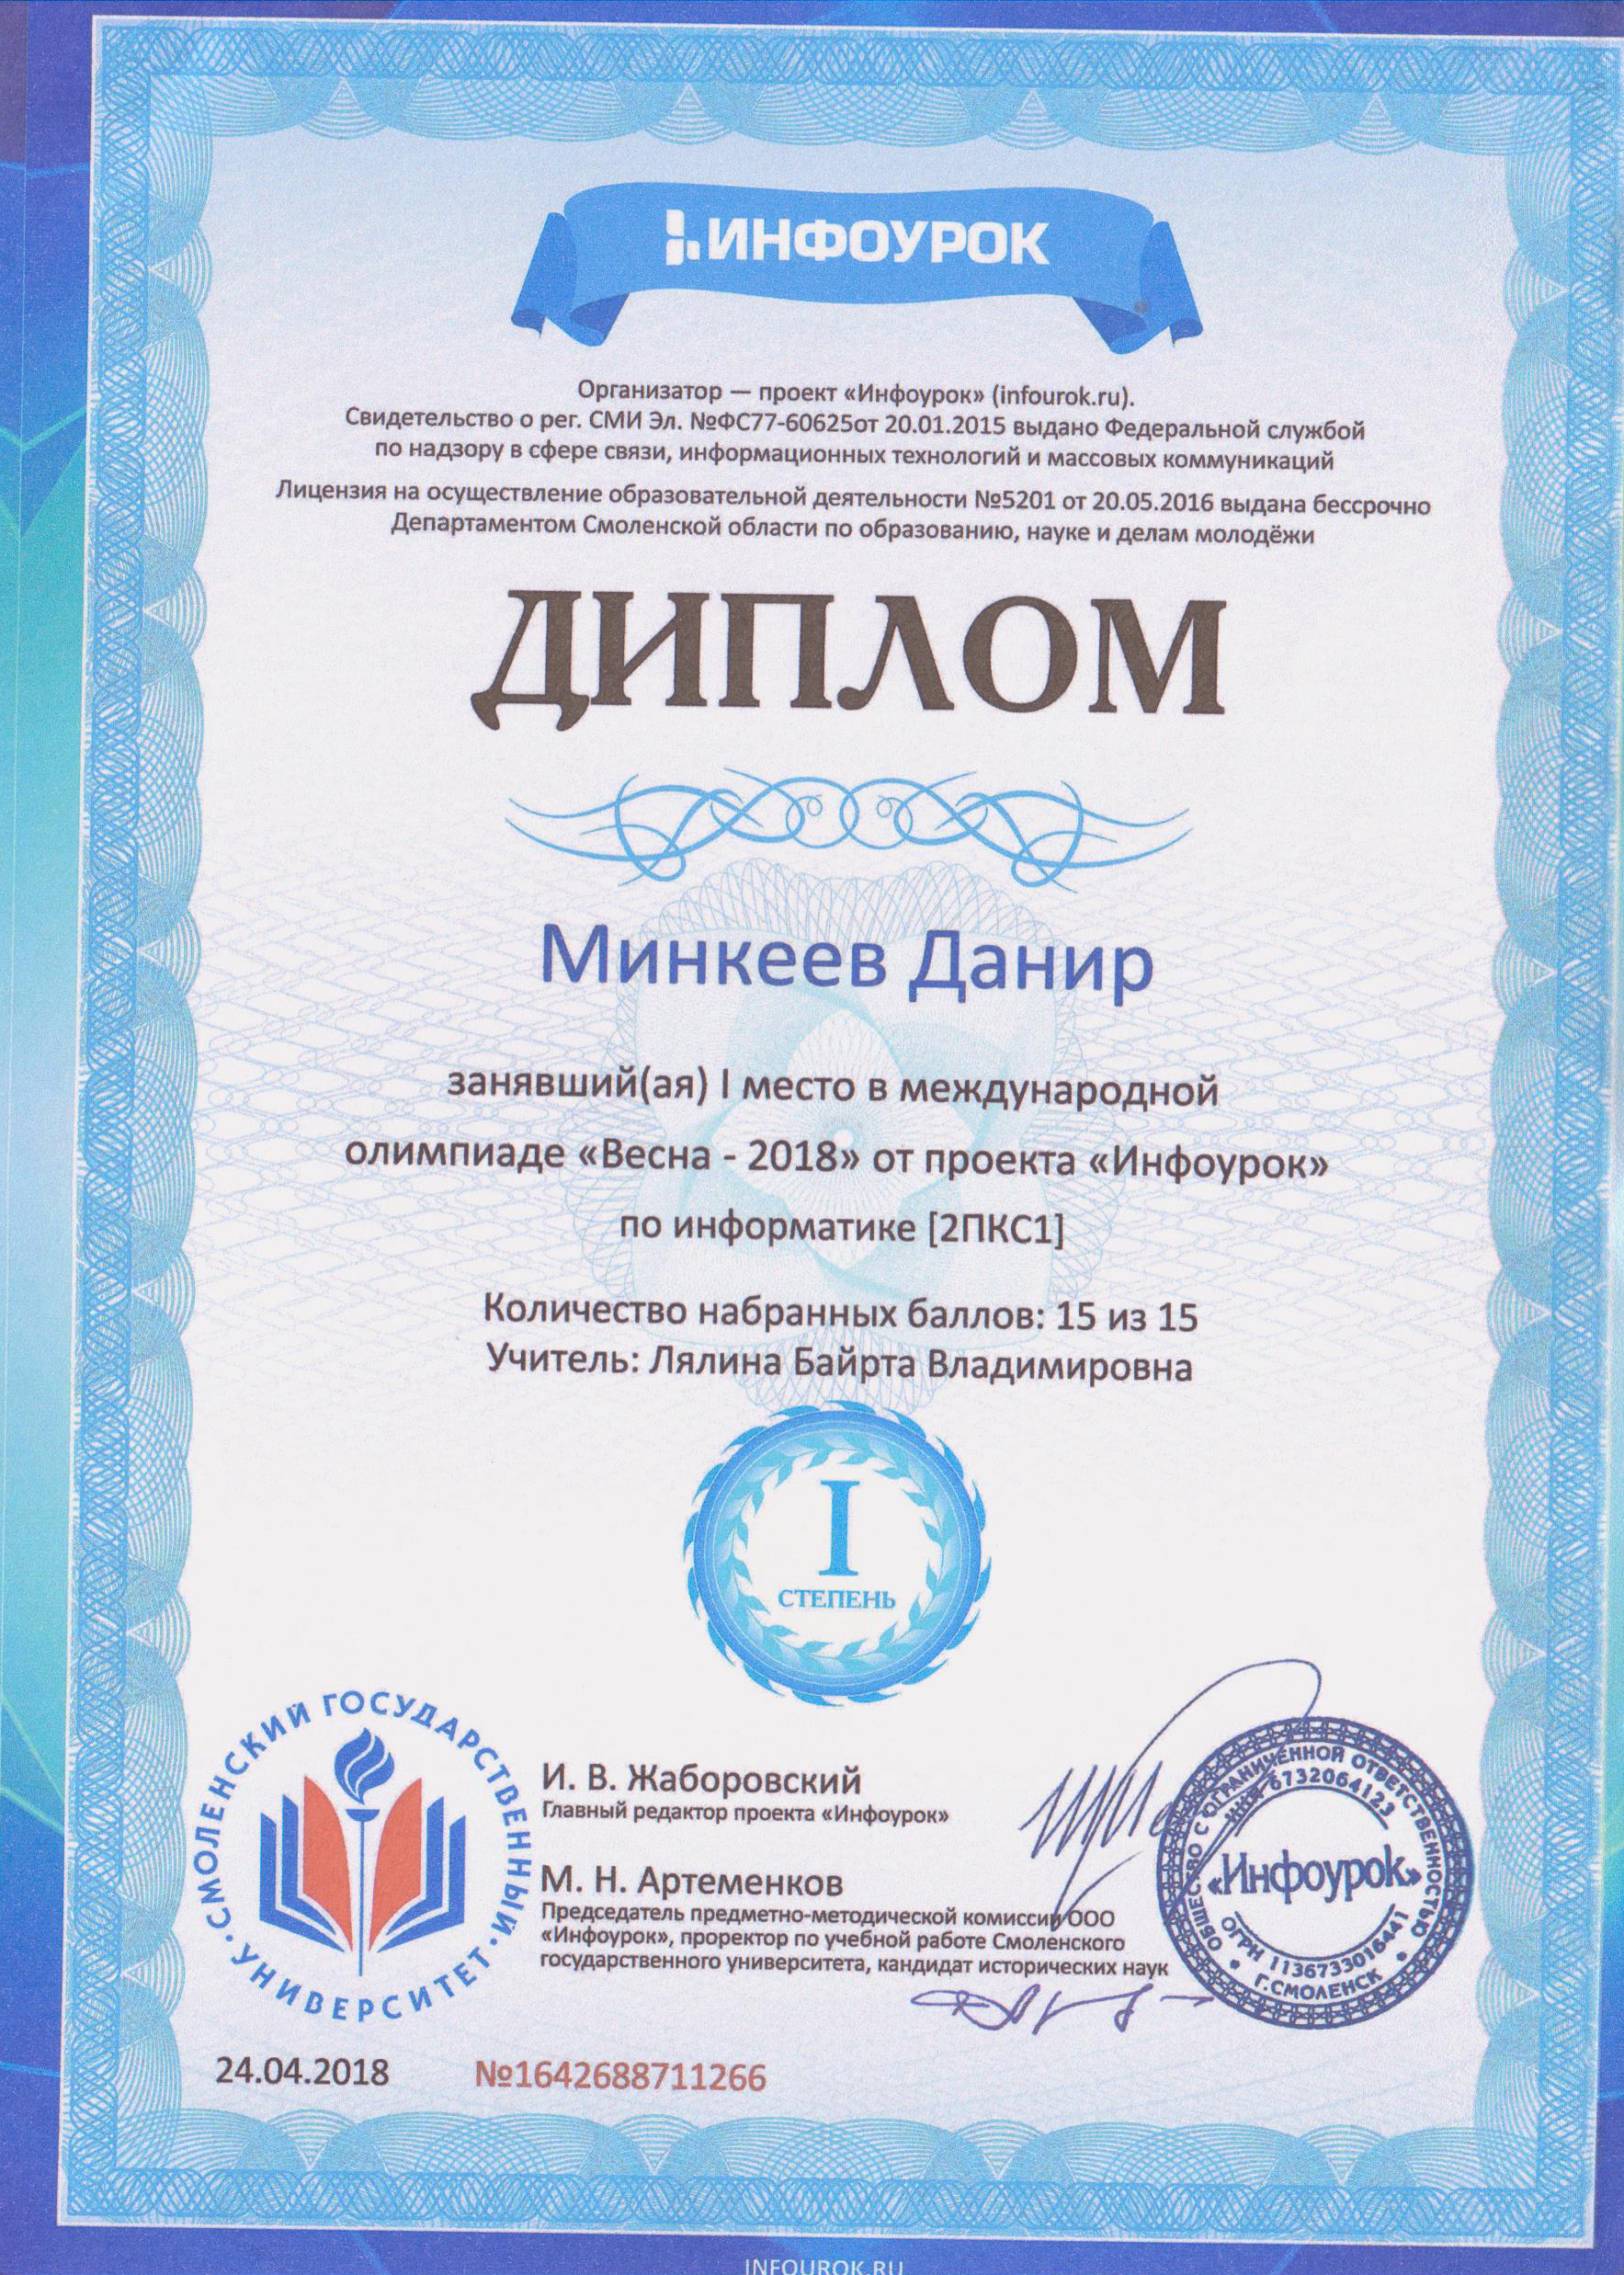 ИНФОУРОК
Организатор — проект «Инфоурок» (infourok.ru).
Свидетельство о рег. СМИ Эл. №ФС77-60625от 20.01.2015 выдано Федеральной службой
по надзору в сфере связи, информационных технологий и массовых коммуникаций
Лицензия на осуществление образовательной деятельности №5201 от 20.05.2016 выдана бессрочно
Департаментом Смоленской области по образованию, науке и делам молодёжи
ДИПЛОМ
Минкеев Данир
занявший(ая) I место в международной
олимпиаде «Весна - 2018» от проекта «Инфоурок»
по информатике [2ПКС1]
Количество набранных баллов: 15 из 15
Учитель: Лялина Байрта Владимировна
I
СТЕПЕНЬ
СМОЛЕНСКИЙ ГОСУДАРСТВЕННЫЙ • УНИВЕРСИТЕТ •
И. В. Жаборовский
Главный редактор проекта «Инфоурок»
М. Н. Артеменков
Председатель предметно-методической комиссии ООО
«Инфоурок», проректор по учебной работе Смоленского
государственного университета, кандидат исторических наук
ОБЩЕСТВО С ОГРАНИЧЕННОЙ ОТВЕТСТВЕННОСТЬЮ
ИНН 6732064123
«Инфоурок»
ОГРН 1136733016441
• Г.СМОЛЕНСК •
24.04.2018 №1642688711266
INFOUROK.RU